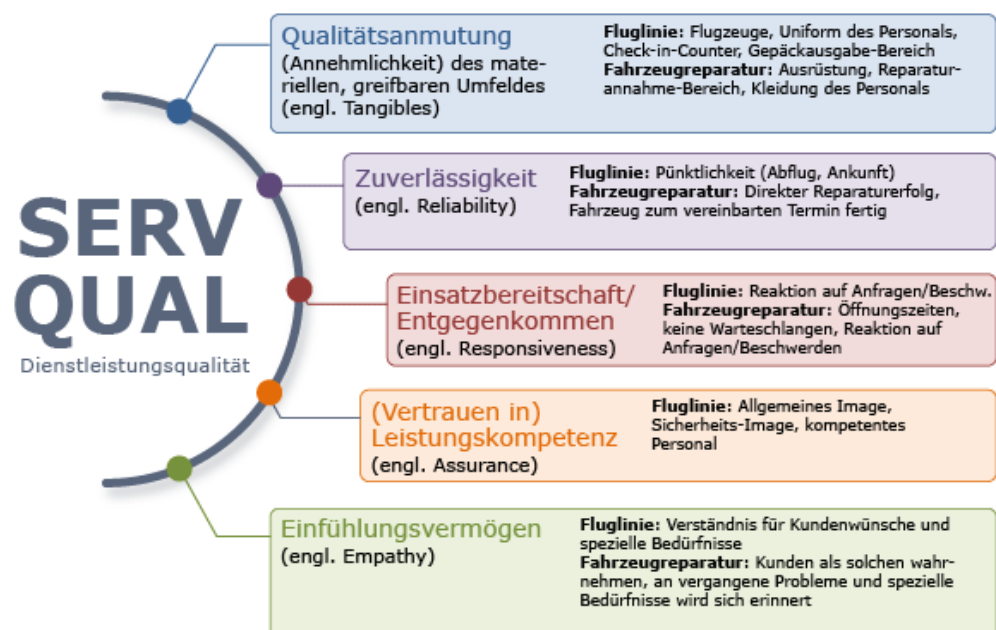 SERV
QUAL
Dienstleistungsqualität
Qualitätsanmutung
(Annehmlichkeit) des mate-
riellen, greifbaren Umfeldes
(engl. Tangibles)
Fluglinie: Flugzeuge, Uniform des Personals,
Check-in-Counter, Gepäckausgabe-Bereich
Fahrzeugreparatur: Ausrüstung, Reparatur-
annahme-Bereich, Kleidung des Personals
Zuverlässigkeit
(engl. Reliability)
Fluglinie: Pünktlichkeit (Abflug, Ankunft)
Fahrzeugreparatur: Direkter Reparaturerfolg,
Fahrzeug zum vereinbarten Termin fertig
Einsatzbereitschaft/
Entgegenkommen
(engl. Responsiveness)
Fluglinie: Reaktion auf Anfragen/Beschw.
Fahrzeugreparatur: Öffnungszeiten,
keine Warteschlangen, Reaktion auf
Anfragen/Beschwerden
(Vertrauen in)
Leistungskompetenz
(engl. Assurance)
Fluglinie: Allgemeines Image,
Sicherheits-Image, kompetentes
Personal
Einfühlungsvermögen
(engl. Empathy)
Fluglinie: Verständnis für Kundenwünsche und
spezielle Bedürfnisse
Fahrzeugreparatur: Kunden als solchen wahr-
nehmen, an vergangene Probleme und spezielle
Bedürfnisse wird sich erinnert